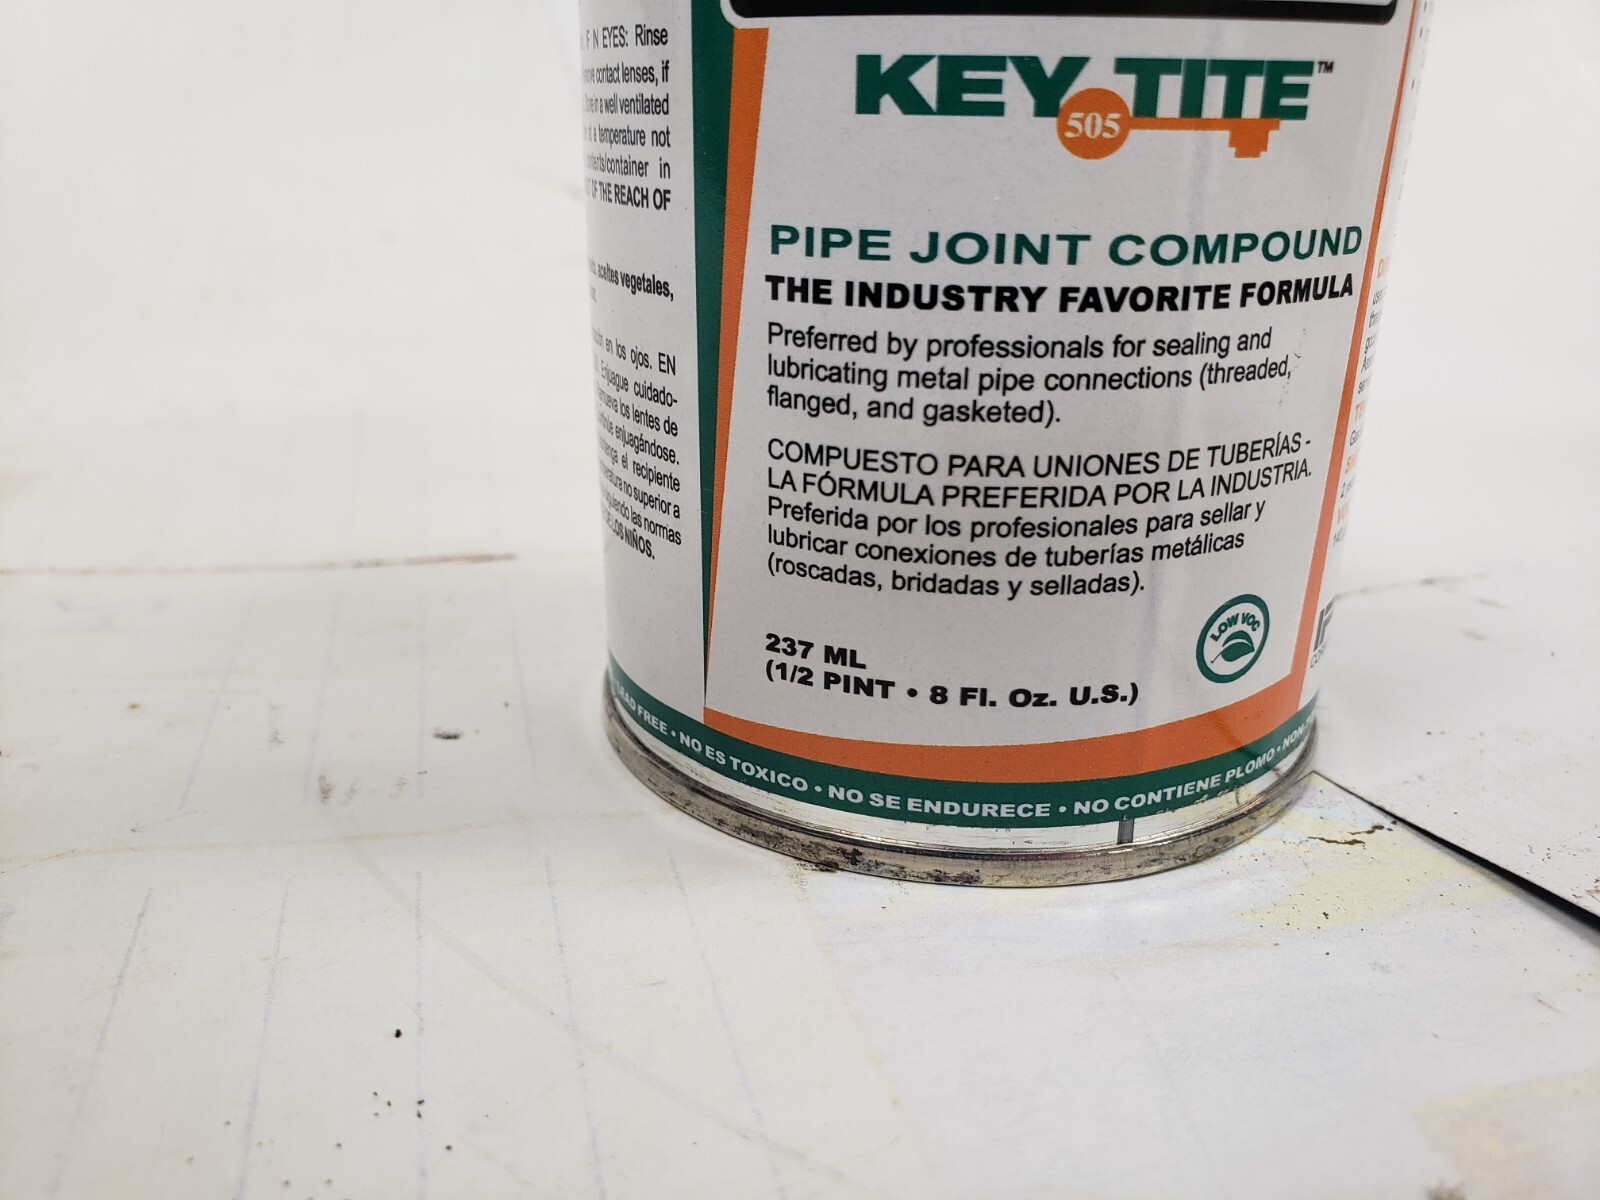 F N EYES: Rinse
contact lenses, if
in a well ventilated
at a temperature not
contents/container in
OF THE REACH OF
aceites vegetales,
en los ojos. EN
Enjuague cuidado-
los lentes de
enjuagándose.
el recipiente
no superior a
las normas
DE LOS NIÑOS.
KEY TITE™
505
PIPE JOINT COMPOUND
THE INDUSTRY FAVORITE FORMULA
Preferred by professionals for sealing and
lubricating metal pipe connections (threaded,
flanged, and gasketed).
COMPUESTO PARA UNIONES DE TUBERÍAS -
LA FÓRMULA PREFERIDA POR LA INDUSTRIA.
Preferida por los profesionales para sellar y
lubricar conexiones de tuberías metálicas
(roscadas, bridadas y selladas).
LOW VOC
237 ML
(1/2 PINT • 8 Fl. Oz. U.S.)
LEAD FREE • NO ES TOXICO • NO SE ENDURECE • NO CONTIENE PLOMO • NON-